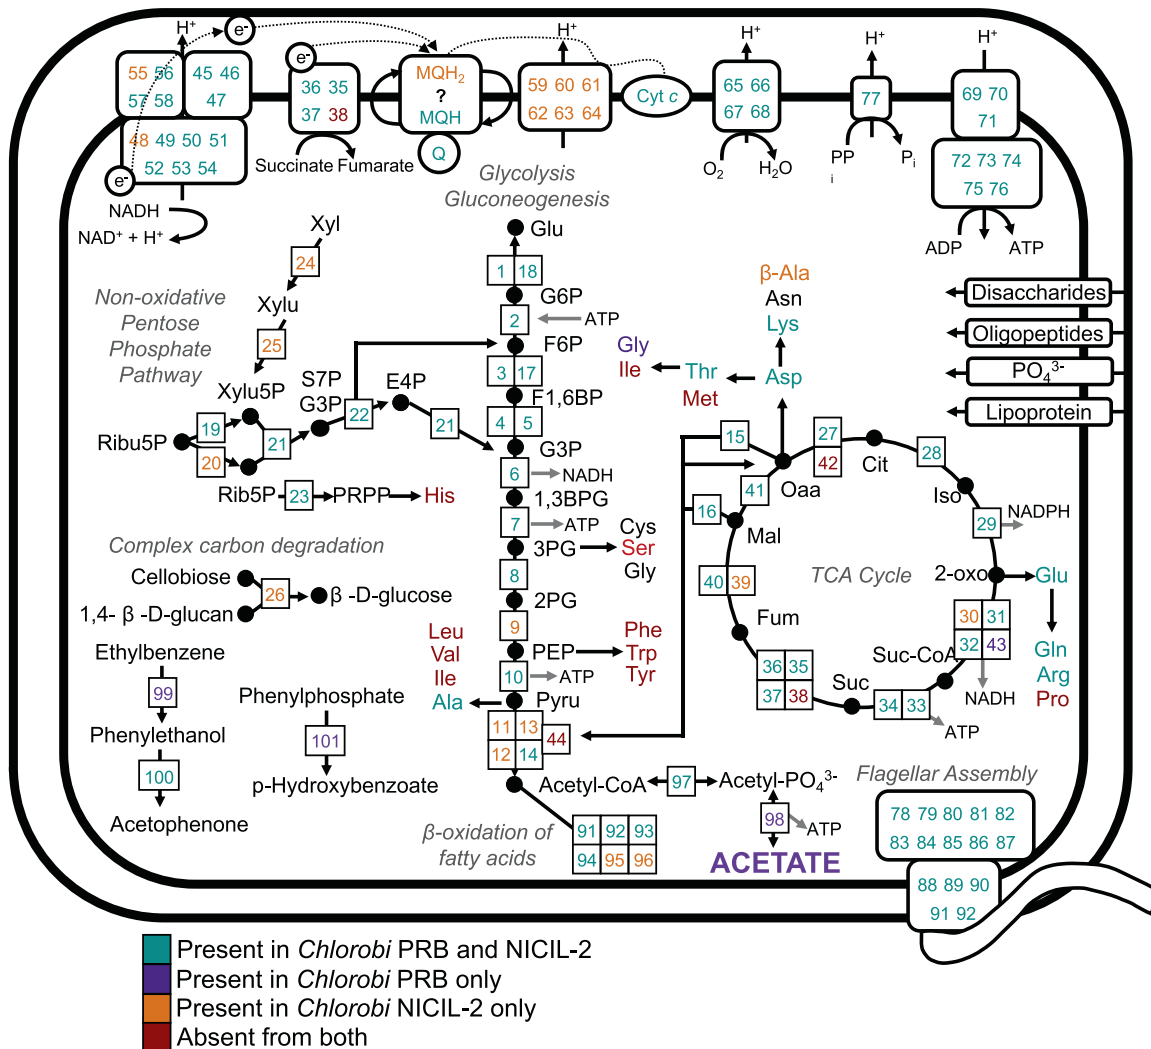 H⁺
e⁻
55 56
57 58
45 46
47
48 49 50 51
52 53 54
e⁻
NADH
NAD⁺ + H⁺
e⁻
36 35
37 38
Succinate Fumarate
MQH₂
?
MQH
Q
H⁺
59 60 61
62 63 64
Cyt c
H⁺
65 66
67 68
O₂
H₂O
H⁺
77
PP
i
Pᵢ
H⁺
69 70
71
72 73 74
75 76
ADP
ATP
Disaccharides
Oligopeptides
PO₄³⁻
Lipoprotein
Glycolysis
Gluconeogenesis
Glu
1 18
G6P
2
ATP
F6P
3 17
F1,6BP
4 5
G3P
6
NADH
1,3BPG
7
ATP
3PG
Cys
Ser
Gly
8
2PG
9
PEP
Phe
Trp
Tyr
10
ATP
Leu
Val
Ile
Ala
Pyru
11 13
12 14
44
Xyl
24
Xylu
25
Xylu5P
Non-oxidative
Pentose
Phosphate
Pathway
Ribu5P
19
20
21
S7P
G3P
22
E4P
21
Rib5P
23
PRPP
His
Complex carbon degradation
Cellobiose
1,4- β -D-glucan
26
β -D-glucose
Ethylbenzene
99
Phenylethanol
100
Acetophenone
Phenylphosphate
101
p-Hydroxybenzoate
β-Ala
Asn
Lys
Asp
Thr
Met
Gly
Ile
15
16
Oaa
27
42
Cit
28
Iso
29
NADPH
2-oxo
Glu
Gln
Arg
Pro
30 31
32 43
NADH
Suc-CoA
34 33
ATP
Suc
36 35
37 38
Fum
40 39
Mal
41
TCA Cycle
Acetyl-CoA
97
Acetyl-PO₄³⁻
98
ATP
ACETATE
β-oxidation of
fatty acids
91 92 93
94 95 96
Flagellar Assembly
78 79 80 81 82
83 84 85 86 87
88 89 90
91 92
Present in Chlorobi PRB and NICIL-2
Present in Chlorobi PRB only
Present in Chlorobi NICIL-2 only
Absent from both